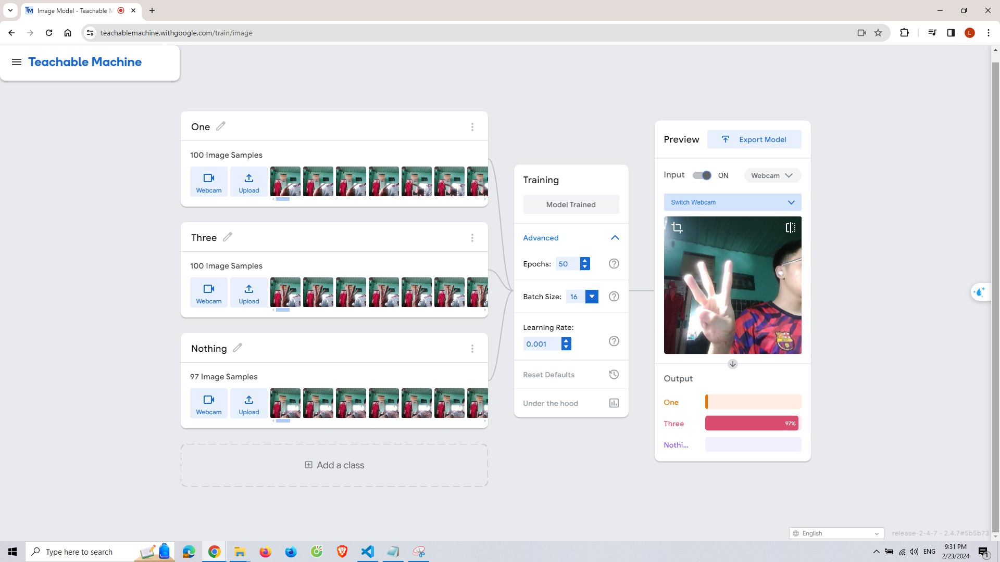 Image Model - Teachable M
teachablemachine.withgoogle.com/train/image
L
Teachable Machine
One
100 Image Samples
Webcam
Upload
Three
100 Image Samples
Webcam
Upload
Nothing
97 Image Samples
Webcam
Upload
Add a class
Training
Model Trained
Advanced
Epochs: 50
Batch Size: 16
Learning Rate:
0.001
Reset Defaults
Under the hood
Preview
Export Model
Input ON Webcam
Switch Webcam
Output
One
Three 97%
Nothi...
English
release-2-4-7 - 2.4.7#5b5b73
Type here to search
ENG
9:31 PM
2/23/2024
1